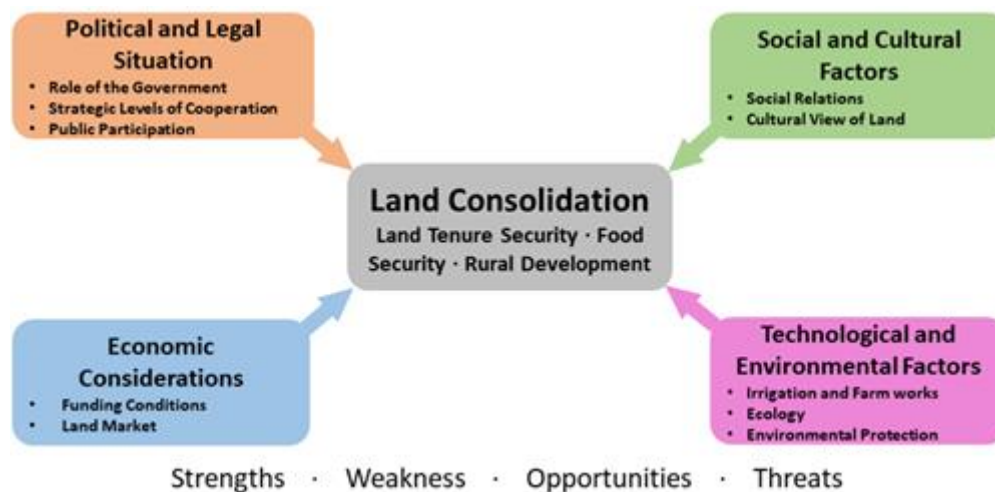 Political and Legal
Situation
• Role of the Government
• Strategic Levels of Cooperation
• Public Participation
Social and Cultural
Factors
• Social Relations
• Cultural View of Land
Land Consolidation
Land Tenure Security · Food
Security · Rural Development
Economic
Considerations
• Funding Conditions
• Land Market
Technological and
Environmental Factors
• Irrigation and Farm works
• Ecology
• Environmental Protection
Strengths · Weakness · Opportunities · Threats